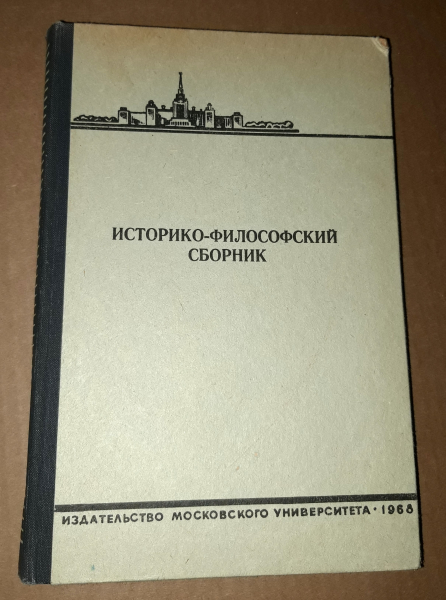 ИСТОРИКО-ФИЛОСОФСКИЙ
СБОРНИК
ИЗДАТЕЛЬСТВО МОСКОВСКОГО УНИВЕРСИТЕТА · 1968